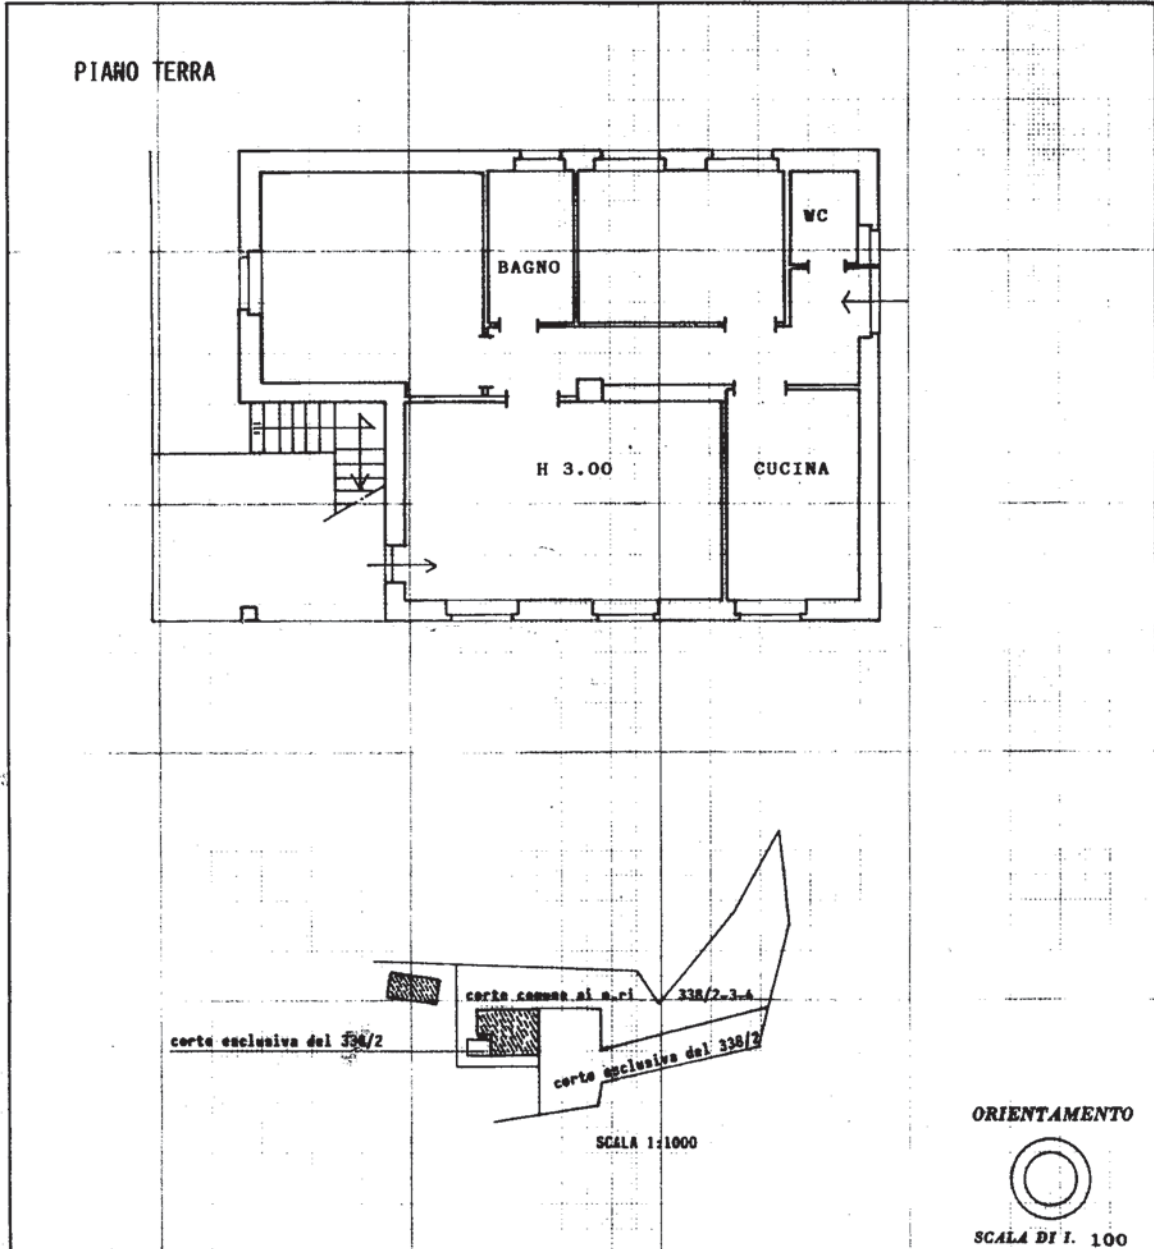 PIANO TERRA
WC
BAGNO
H 3.00
CUCINA
corte comune ai n.ri 338/2-3-4
corte esclusiva del 338/2
corte esclusiva del 338/2
SCALA 1:1000
ORIENTAMENTO
SCALA DI 1. 100